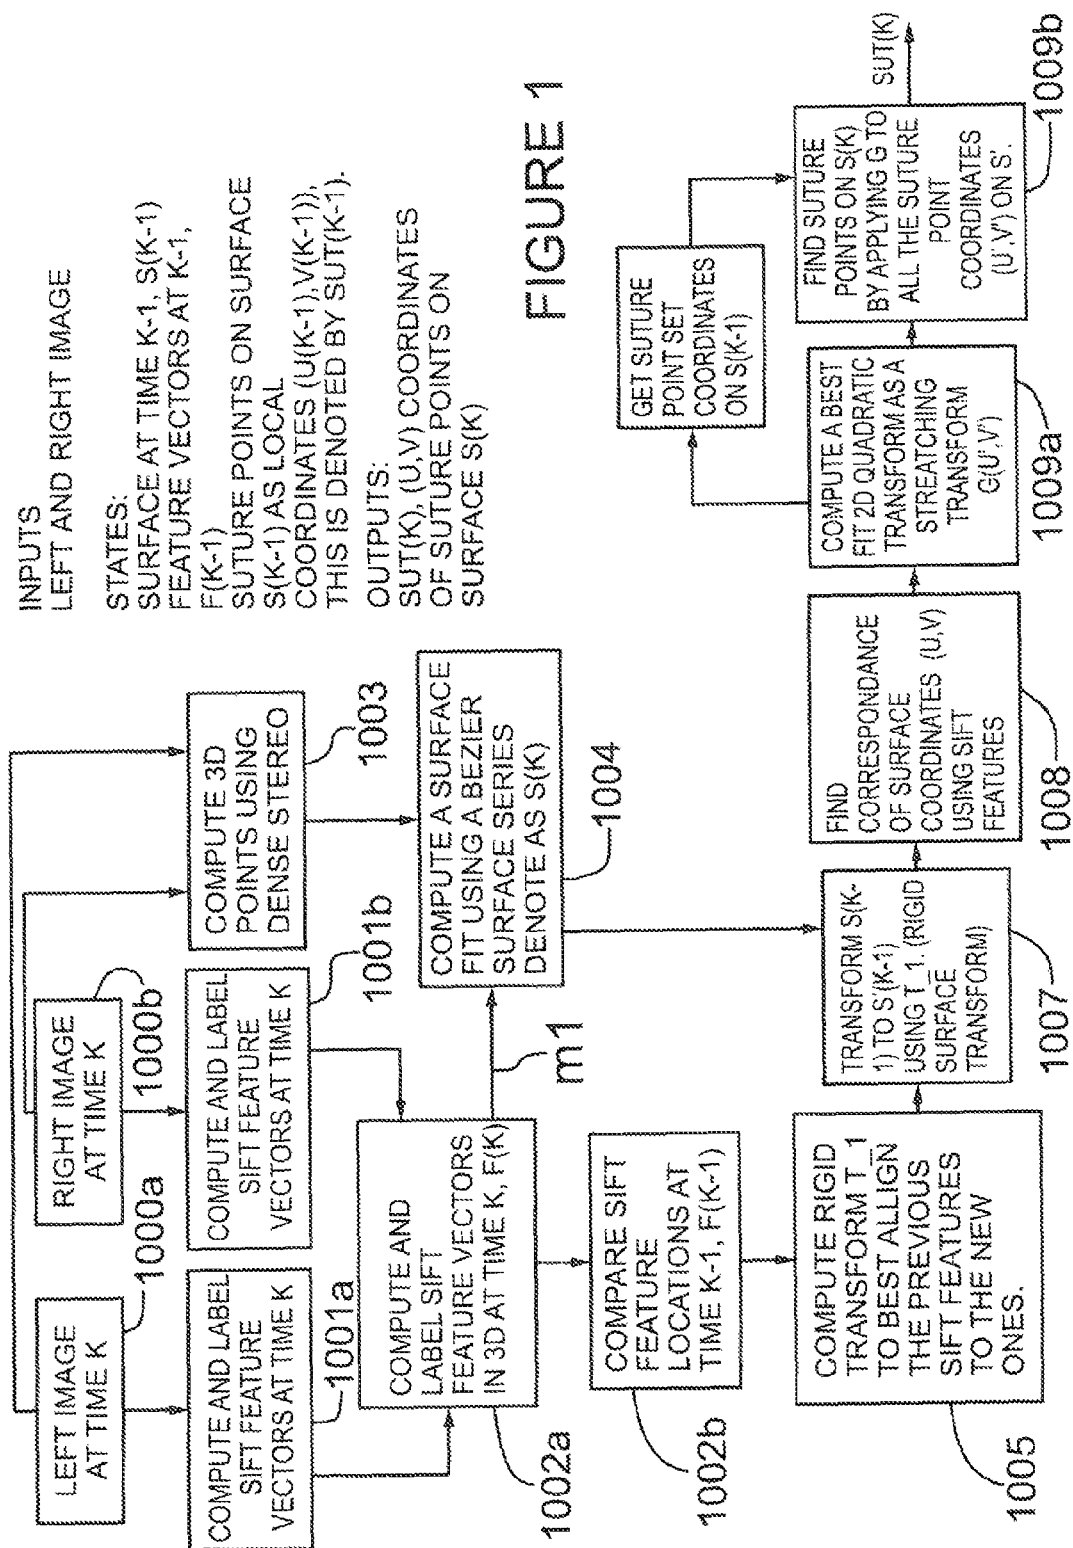 INPUTS
LEFT AND RIGHT IMAGE
STATES:
SURFACE AT TIME K-1, S(K-1)
FEATURE VECTORS AT K-1,
F(K-1)
SUTURE POINTS ON SURFACE
S(K-1) AS LOCAL
COORDINATES (U(K-1),V(K-1)),
THIS IS DENOTED BY SUT(K-1).
OUTPUTS:
SUT(K), (U,V) COORDINATES
OF SUTURE POINTS ON
SURFACE S(K)
FIGURE 1
LEFT IMAGE
AT TIME K
1000a
RIGHT IMAGE
AT TIME K
1000b
COMPUTE AND LABEL
SIFT FEATURE
VECTORS AT TIME K
1001a
COMPUTE AND LABEL
SIFT FEATURE
VECTORS AT TIME K
1001b
COMPUTE 3D
POINTS USING
DENSE STEREO
1003
COMPUTE AND
LABEL SIFT
FEATURE VECTORS
IN 3D AT TIME K, F(K)
1002a
m1
COMPUTE A SURFACE
FIT USING A BEZIER
SURFACE SERIES
DENOTE AS S(K)
1004
COMPARE SIFT
FEATURE
LOCATIONS AT
TIME K-1, F(K-1)
1002b
COMPUTE RIGID
TRANSFORM T_1
TO BEST ALLIGN
THE PREVIOUS
SIFT FEATURES
TO THE NEW
ONES.
1005
TRANSFORM S(K-
1) TO S'(K-1)
USING T_1. (RIGID
SURFACE
TRANSFORM)
1007
FIND
CORRESPONDANCE
OF SURFACE
COORDINATES (U,V)
USING SIFT
FEATURES
1008
COMPUTE A BEST
FIT 2D QUADRATIC
TRANSFORM AS A
STREATCHING
TRANSFORM
G(U',V')
1009a
GET SUTURE
POINT SET
COORDINATES
ON S(K-1)
FIND SUTURE
POINTS ON S(K)
BY APPLYING G TO
ALL THE SUTURE
POINT
COORDINATES
(U',V') ON S'.
1009b
SUT(K)